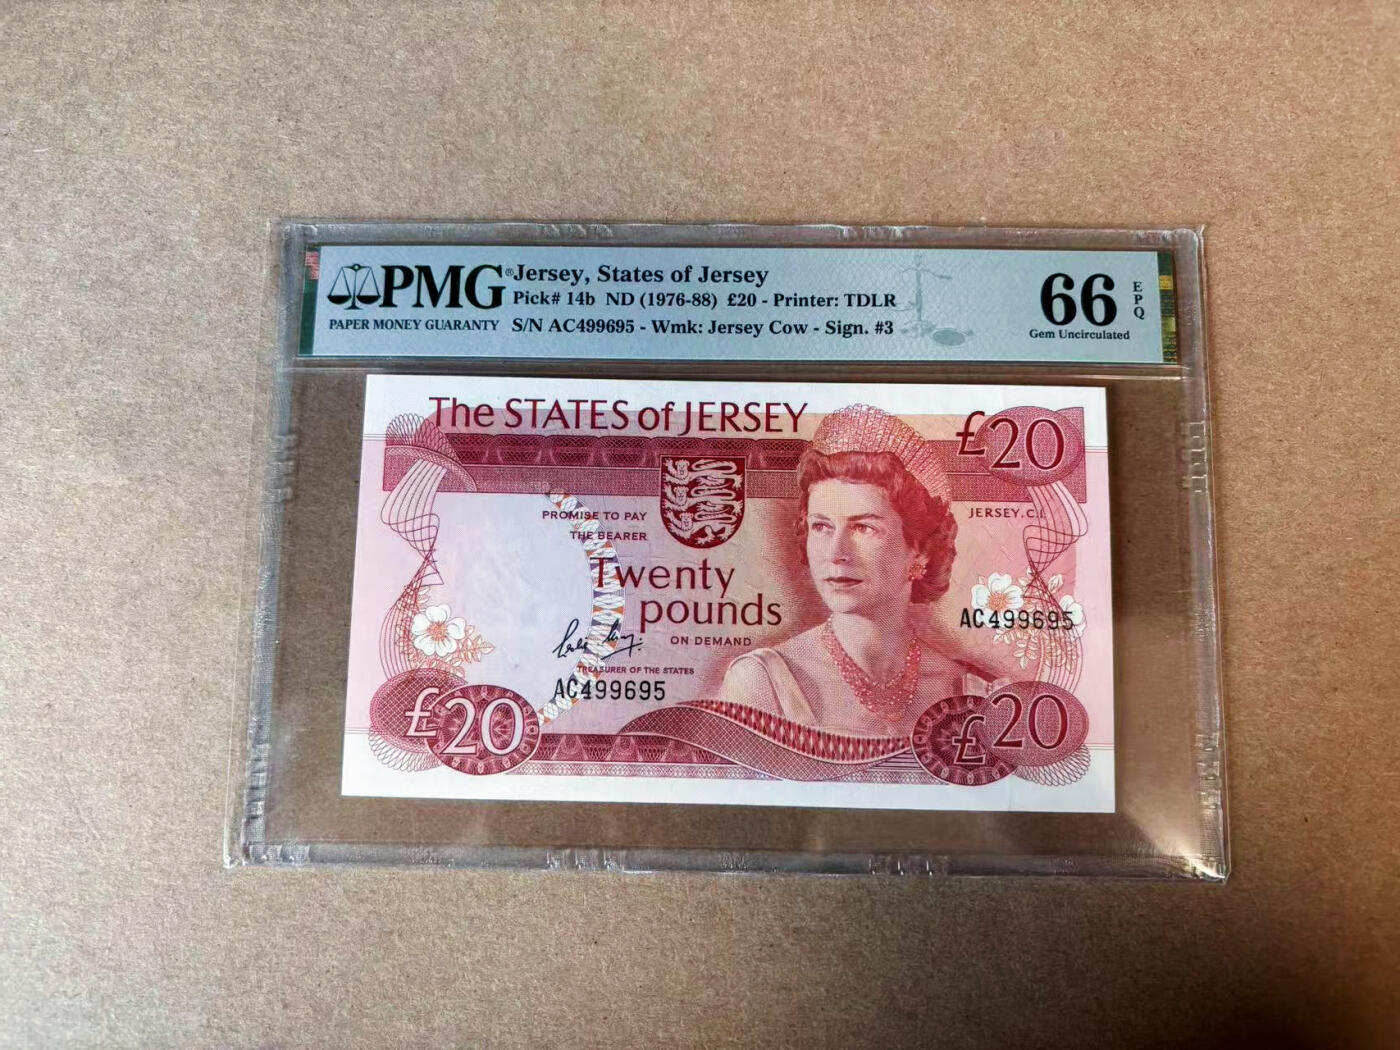 PMG® Jersey, States of Jersey
Pick# 14b ND (1976-88) £20 - Printer: TDLR
PAPER MONEY GUARANTY S/N AC499695 - Wmk: Jersey Cow - Sign. #3
66 EPQ
Gem Uncirculated
The STATES of JERSEY
£20
PROMISE TO PAY
THE BEARER
JERSEY.C.I.
Twenty
pounds
ON DEMAND
AC499695
TREASURER OF THE STATES
AC499695
£20
£20